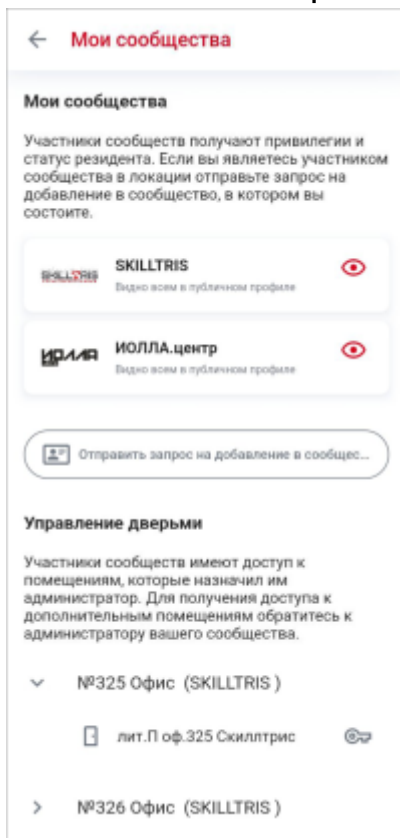 Мои сообщества
Мои сообщества
Участники сообществ получают привилегии и
статус резидента. Если вы являетесь участником
сообщества в локации отправьте запрос на
добавление в сообщество, в котором вы
состоите.
SKILLTRIS
SKILLTRIS
Видно всем в публичном профиле
ИОЛЛА
ИОЛЛА.центр
Видно всем в публичном профиле
Отправить запрос на добавление в сообщес...
Управление дверьми
Участники сообществ имеют доступ к
помещениям, которые назначил им
администратор. Для получения доступа к
дополнительным помещениям обратитесь к
администратору вашего сообщества.
№325 Офис (SKILLTRIS )
лит.П оф.325 Скиллтрис
№326 Офис (SKILLTRIS )